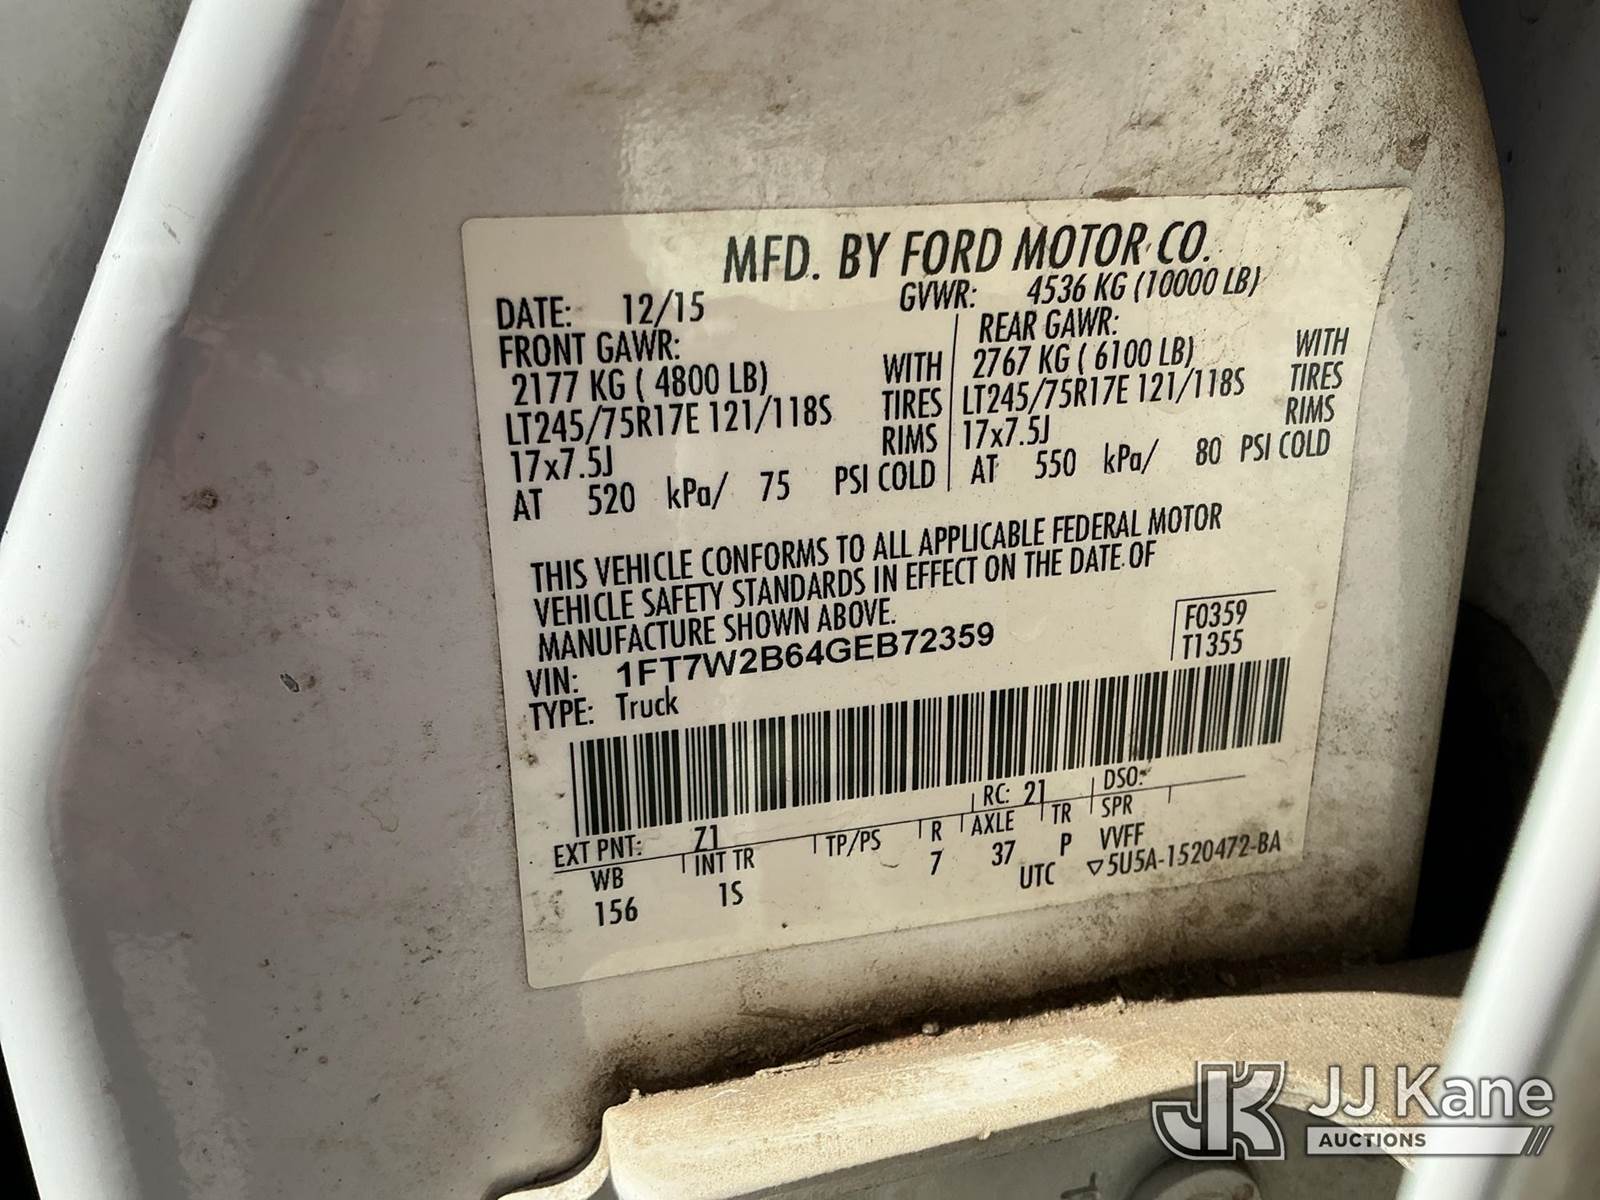 MFD. BY FORD MOTOR CO.
DATE: 12/15 GVWR: 4536 KG (10000 LB)
FRONT GAWR: REAR GAWR:
2177 KG ( 4800 LB) WITH 2767 KG ( 6100 LB) WITH
LT245/75R17E 121/118S TIRES LT245/75R17E 121/118S TIRES
17x7.5J RIMS 17x7.5J RIMS
AT 520 kPa/ 75 PSI COLD AT 550 kPa/ 80 PSI COLD
THIS VEHICLE CONFORMS TO ALL APPLICABLE FEDERAL MOTOR
VEHICLE SAFETY STANDARDS IN EFFECT ON THE DATE OF
MANUFACTURE SHOWN ABOVE.
VIN: 1FT7W2B64GEB72359 F0359
TYPE: Truck T1355
EXT PNT: Z1 RC: 21 DSO:
WB INT TR TP/PS R AXLE TR SPR
156 1S 7 37 P VVFF
UTC ▽5U5A-1520472-BA
JK JJ Kane
AUCTIONS